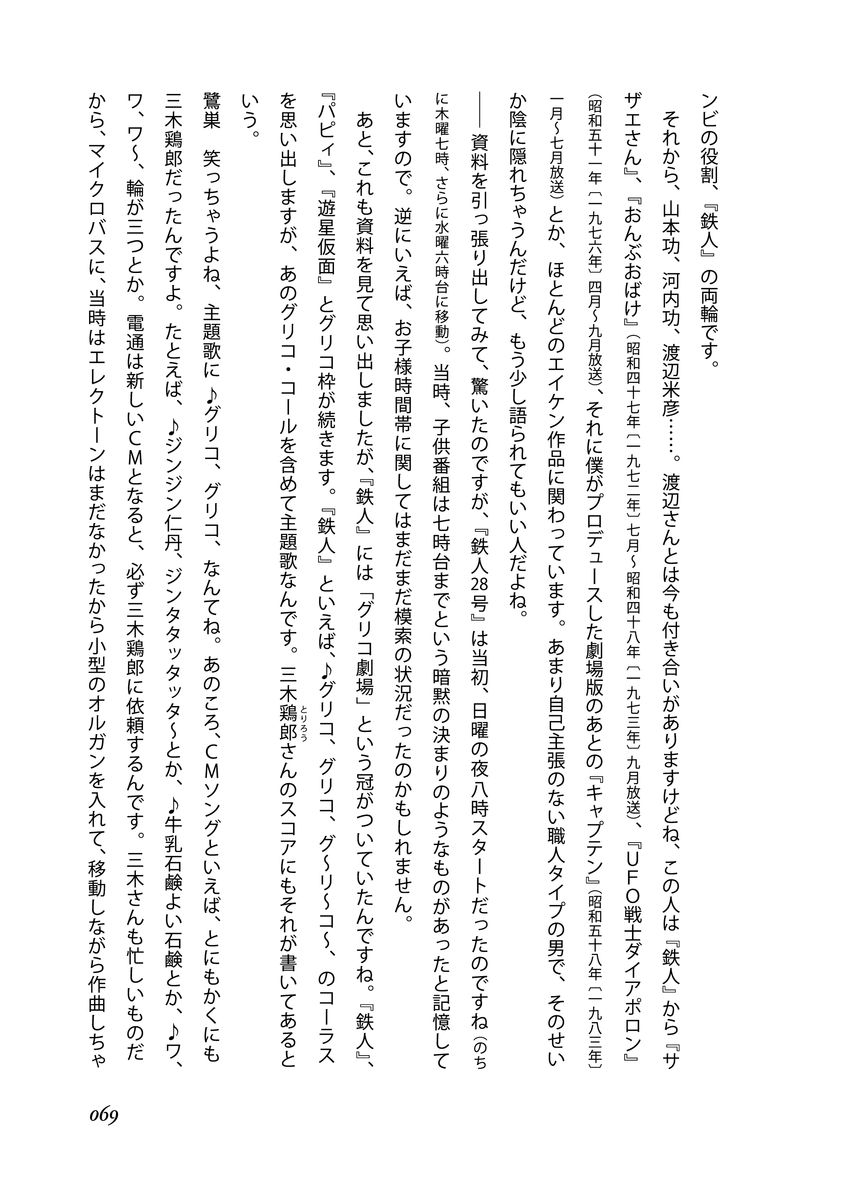 ンビの役割、『鉄人』の両輪です。
　それから、山本功、河内功、渡辺米彦……。渡辺さんとは今も付き合いがありますけどね、この人は『鉄人』から『サ
ザエさん』、『おんぶおばけ』（昭和四十七年〔一九七二年〕七月〜昭和四十八年〔一九七三年〕九月放送）、『ＵＦＯ戦士ダイアポロン』
（昭和五十一年〔一九七六年〕四月〜九月放送）、それに僕がプロデュースした劇場版のあとの『キャプテン』（昭和五十八年〔一九八三年〕
一月〜七月放送）とか、ほとんどのエイケン作品に関わっています。あまり自己主張のない職人タイプの男で、そのせい
か陰に隠れちゃうんだけど、もう少し語られてもいい人だよね。
――資料を引っ張り出してみて、驚いたのですが、『鉄人28号』は当初、日曜の夜八時スタートだったのですね（のち
に木曜七時、さらに水曜六時台に移動）。当時、子供番組は七時台までという暗黙の決まりのようなものがあったと記憶して
いますので。逆にいえば、お子様時間帯に関してはまだまだ模索の状況だったのかもしれません。
　あと、これも資料を見て思い出しましたが、『鉄人』には「グリコ劇場」という冠がついていたんですね。『鉄人』、
『パピィ』、『遊星仮面』とグリコ枠が続きます。『鉄人』といえば、♪グリコ、グリコ、グ〜リ〜コ〜、のコーラス
を思い出しますが、あのグリコ・コールを含めて主題歌なんです。三木鶏郎さんのスコアにもそれが書いてあると
とりろう
いう。
鷺巣　笑っちゃうよね、主題歌に♪グリコ、グリコ、なんてね。あのころ、ＣＭソングといえば、とにもかくにも
三木鶏郎だったんですよ。たとえば、♪ジンジン仁丹、ジンタタッタッタ〜とか、♪牛乳石鹸よい石鹸とか、♪ワ、
ワ、ワ〜、輪が三つとか。電通は新しいＣＭとなると、必ず三木鶏郎に依頼するんです。三木さんも忙しいものだ
から、マイクロバスに、当時はエレクトーンはまだなかったから小型のオルガンを入れて、移動しながら作曲しちゃ
069